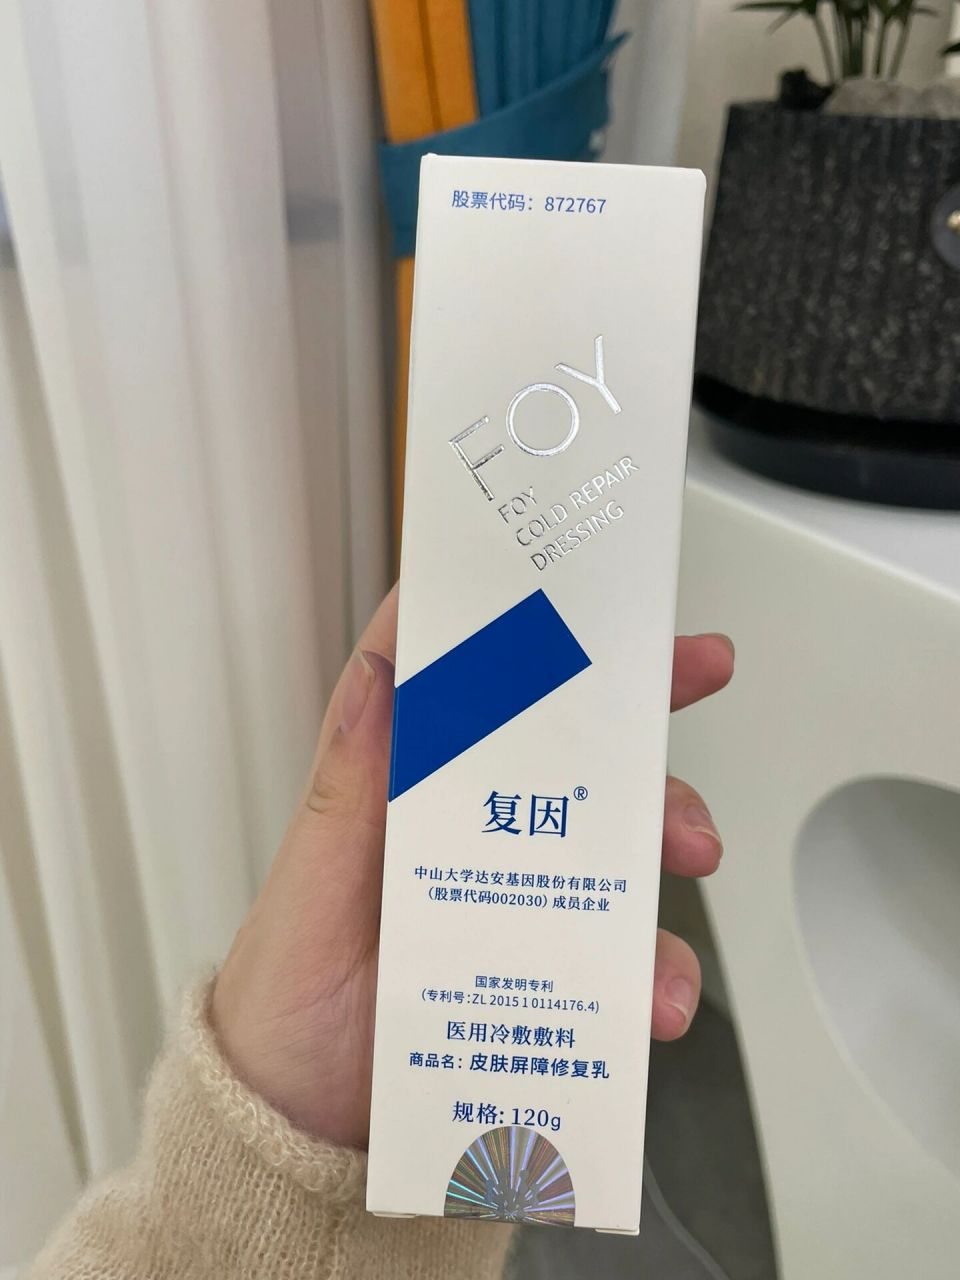 股票代码：872767
FOY
FOY
COLD REPAIR
DRESSING
复因®
中山大学达安基因股份有限公司
（股票代码002030）成员企业
国家发明专利
(专利号:ZL 2015 1 0114176.4)
医用冷敷敷料
商品名：皮肤屏障修复乳
规格: 120g